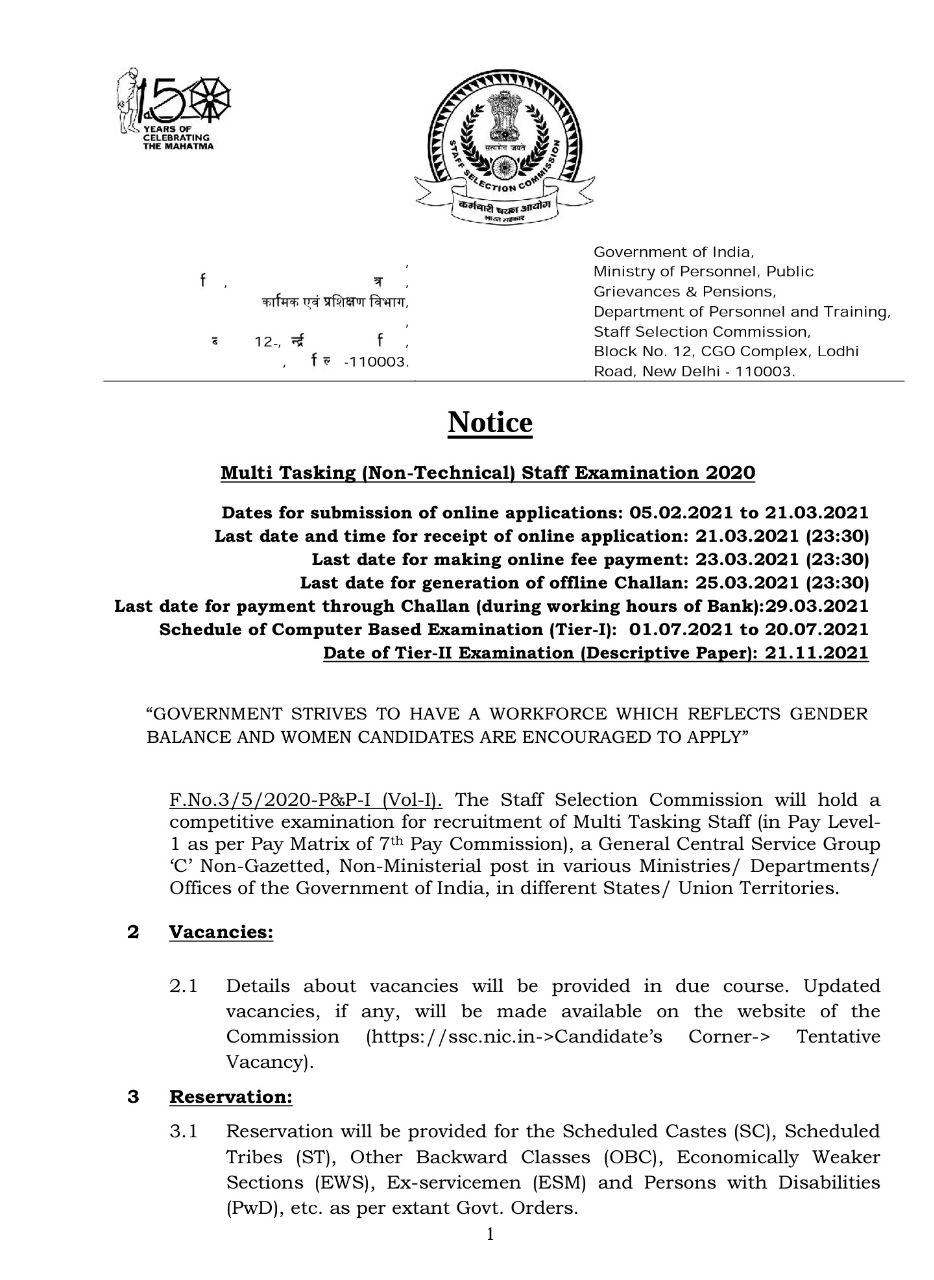 150
YEARS OF
CELEBRATING
THE MAHATMA
सत्यमेव जयते
STAFF SELECTION COMMISSION
कर्मचारी चयन आयोग
भारत सरकार
कार्मिक एवं प्रशिक्षण विभाग,
12-,
-110003.
Government of India,
Ministry of Personnel, Public
Grievances & Pensions,
Department of Personnel and Training,
Staff Selection Commission,
Block No. 12, CGO Complex, Lodhi
Road, New Delhi - 110003.
Notice
Multi Tasking (Non-Technical) Staff Examination 2020
Dates for submission of online applications: 05.02.2021 to 21.03.2021
Last date and time for receipt of online application: 21.03.2021 (23:30)
Last date for making online fee payment: 23.03.2021 (23:30)
Last date for generation of offline Challan: 25.03.2021 (23:30)
Last date for payment through Challan (during working hours of Bank):29.03.2021
Schedule of Computer Based Examination (Tier-I): 01.07.2021 to 20.07.2021
Date of Tier-II Examination (Descriptive Paper): 21.11.2021
“GOVERNMENT STRIVES TO HAVE A WORKFORCE WHICH REFLECTS GENDER
BALANCE AND WOMEN CANDIDATES ARE ENCOURAGED TO APPLY”
F.No.3/5/2020-P&P-I (Vol-I). The Staff Selection Commission will hold a
competitive examination for recruitment of Multi Tasking Staff (in Pay Level-
1 as per Pay Matrix of 7th Pay Commission), a General Central Service Group
‘C’ Non-Gazetted, Non-Ministerial post in various Ministries/ Departments/
Offices of the Government of India, in different States/ Union Territories.
2 Vacancies:
2.1 Details about vacancies will be provided in due course. Updated
vacancies, if any, will be made available on the website of the
Commission (https://ssc.nic.in->Candidate’s Corner-> Tentative
Vacancy).
3 Reservation:
3.1 Reservation will be provided for the Scheduled Castes (SC), Scheduled
Tribes (ST), Other Backward Classes (OBC), Economically Weaker
Sections (EWS), Ex-servicemen (ESM) and Persons with Disabilities
(PwD), etc. as per extant Govt. Orders.
1